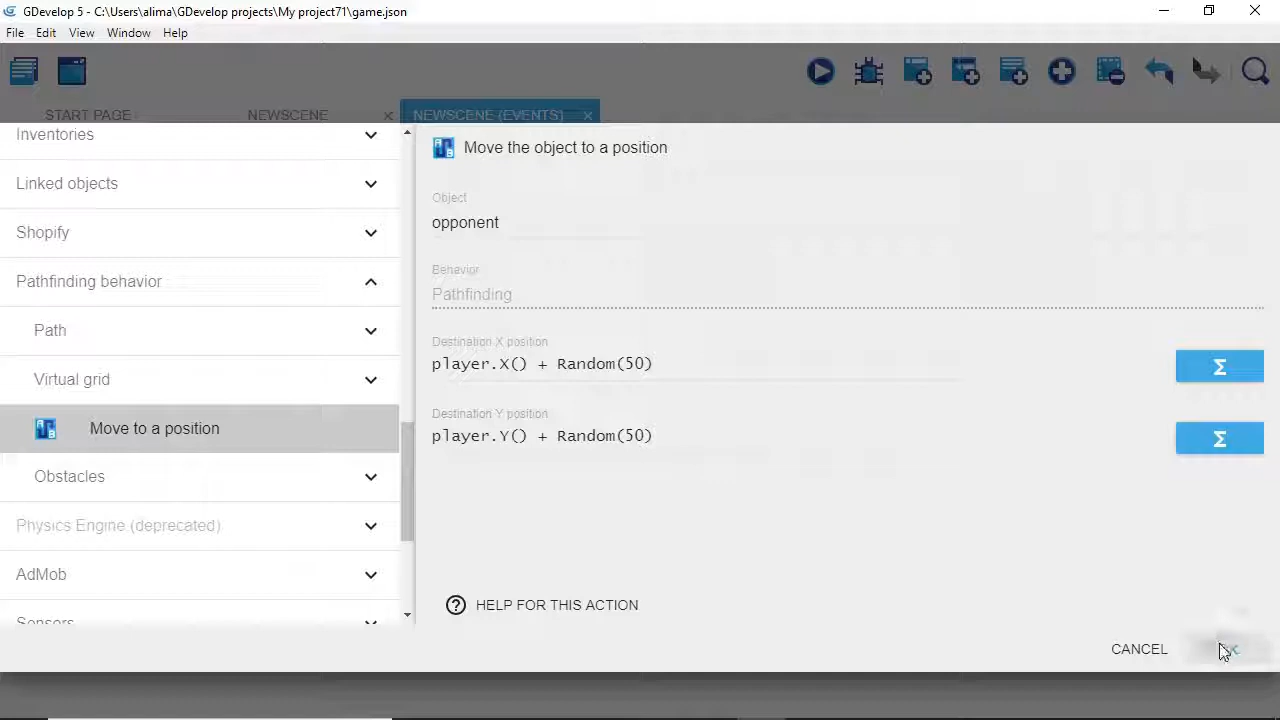 GDevelop 5 - C:\Users\alima\GDevelop projects\My project71\game.json
File Edit View Window Help
START PAGE NEWSCENE × NEWSCENE (EVENTS) ×
Inventories
Linked objects
Shopify
Pathfinding behavior
Path
Virtual grid
Move to a position
Obstacles
Physics Engine (deprecated)
AdMob
Sensors
Move the object to a position
Object
opponent
Behavior
Pathfinding
Destination X position
player.X() + Random(50)
Σ
Destination Y position
player.Y() + Random(50)
Σ
HELP FOR THIS ACTION
CANCEL